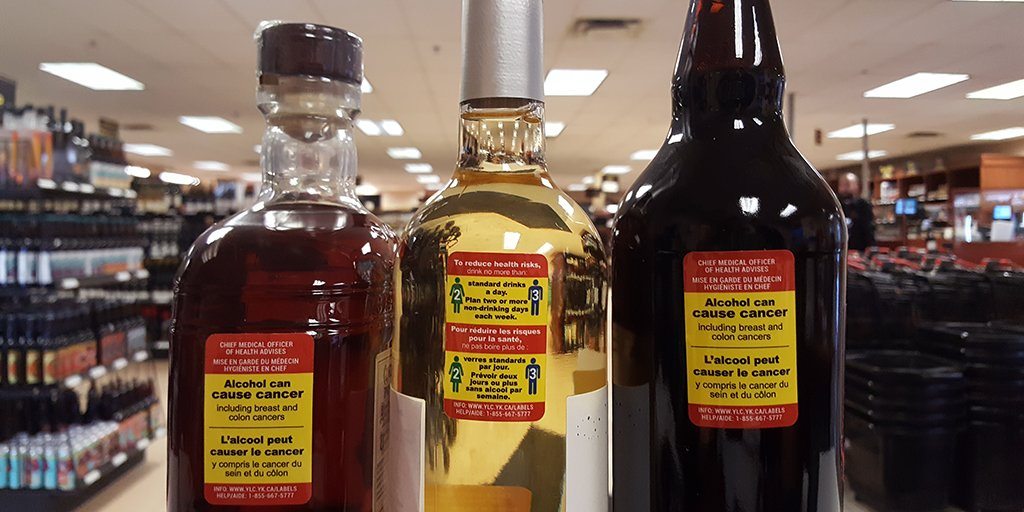 CHIEF MEDICAL OFFICER
OF HEALTH ADVISES
MISE EN GARDE DU MÉDECIN
HYGIÉNISTE EN CHEF
Alcohol can
cause cancer
including breast and
colon cancers
L'alcool peut
causer le cancer
y compris le cancer du
sein et du côlon
INFO: WWW.YLC.YK.CA/LABELS
HELP/AIDE: 1-855-667-5777
To reduce health risks,
drink no more than:
2 standard drinks 3
a day.
Plan two or more
non-drinking days
each week.
Pour réduire les risques
pour la santé,
ne pas boire plus de :
2 verres standards 3
par jour.
Prévoir deux
jours ou plus
sans alcool par
semaine.
INFO: WWW.YLC.YK.CA/LABELS
HELP/AIDE: 1-855-667-5777
CHIEF MEDICAL OFFICER
OF HEALTH ADVISES
MISE EN GARDE DU MÉDECIN
HYGIÉNISTE EN CHEF
Alcohol can
cause cancer
including breast and
colon cancers
L'alcool peut
causer le cancer
y compris le cancer du
sein et du côlon
INFO: WWW.YLC.YK.CA/LABELS
HELP/AIDE: 1-855-667-5777